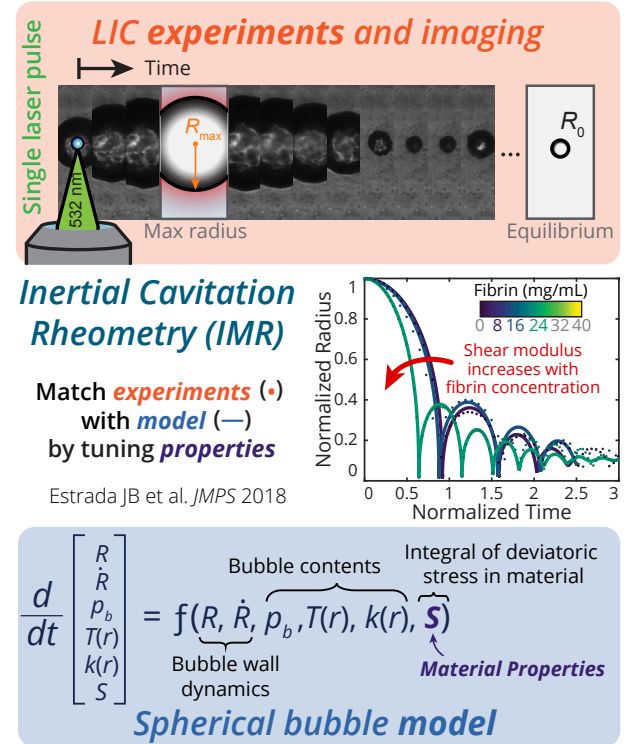 LIC experiments and imaging
Single laser pulse
Time
R_max
532 nm
R_0
...
Max radius
Equilibrium
Inertial Cavitation
Rheometry (IMR)
Match experiments (•)
with model (—)
by tuning properties
Estrada JB et al. JMPS 2018
Normalized Radius
1
0.8
0.6
0.4
0.2
0
Fibrin (mg/mL)
0 8 16 24 32 40
Shear modulus
increases with
fibrin concentration
0 0.5 1 1.5 2 2.5 3
Normalized Time
Bubble contents
Integral of deviatoric
stress in material
d/dt [R Ṙ p_b T(r) k(r) S] = ƒ(R, Ṙ, p_b, T(r), k(r), S)
Bubble wall
dynamics
Material Properties
Spherical bubble model